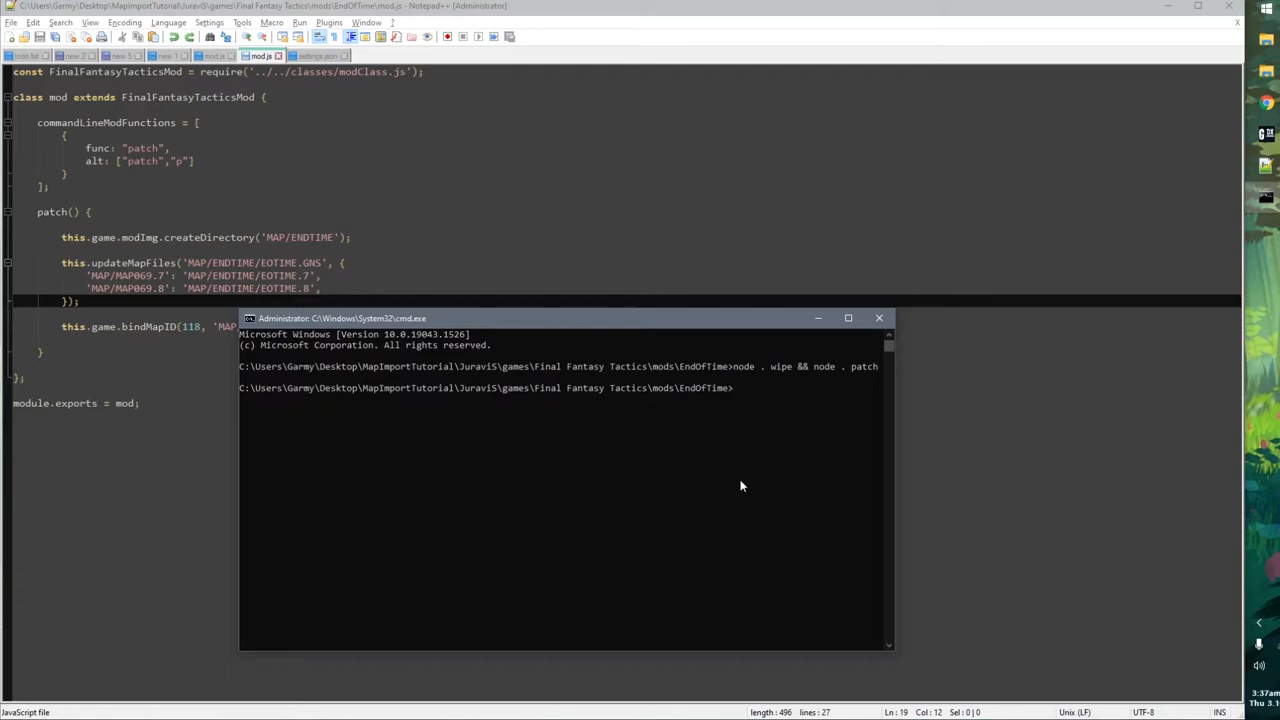 C:\Users\Garmy\Desktop\MapImportTutorial\JuraviS\games\Final Fantasy Tactics\mods\EndOfTime\mod.js - Notepad++ [Administrator]
File Edit Search View Encoding Language Settings Tools Macro Run Plugins Window ?
todo list new 2 new 5 new 1 mod.js mod.js settings.json
const FinalFantasyTacticsMod = require('../../classes/modClass.js');
class mod extends FinalFantasyTacticsMod {
commandLineModFunctions = [
{
func: "patch",
alt: ["patch","p"]
}
];
patch() {
this.game.modImg.createDirectory('MAP/ENDTIME');
this.updateMapFiles('MAP/ENDTIME/EOTIME.GNS', {
'MAP/MAP069.7': 'MAP/ENDTIME/EOTIME.7',
'MAP/MAP069.8': 'MAP/ENDTIME/EOTIME.8',
});
this.game.bindMapID(118, 'MAP
}
};
module.exports = mod;
Administrator: C:\Windows\System32\cmd.exe
Microsoft Windows [Version 10.0.19043.1526]
(c) Microsoft Corporation. All rights reserved.
C:\Users\Garmy\Desktop\MapImportTutorial\JuraviS\games\Final Fantasy Tactics\mods\EndOfTime>node . wipe && node . patch
C:\Users\Garmy\Desktop\MapImportTutorial\JuraviS\games\Final Fantasy Tactics\mods\EndOfTime>
3:37am
Thu 3.1
JavaScript file length : 496 lines : 27 Ln : 19 Col : 12 Sel : 0 | 0 Unix (LF) UTF-8 INS